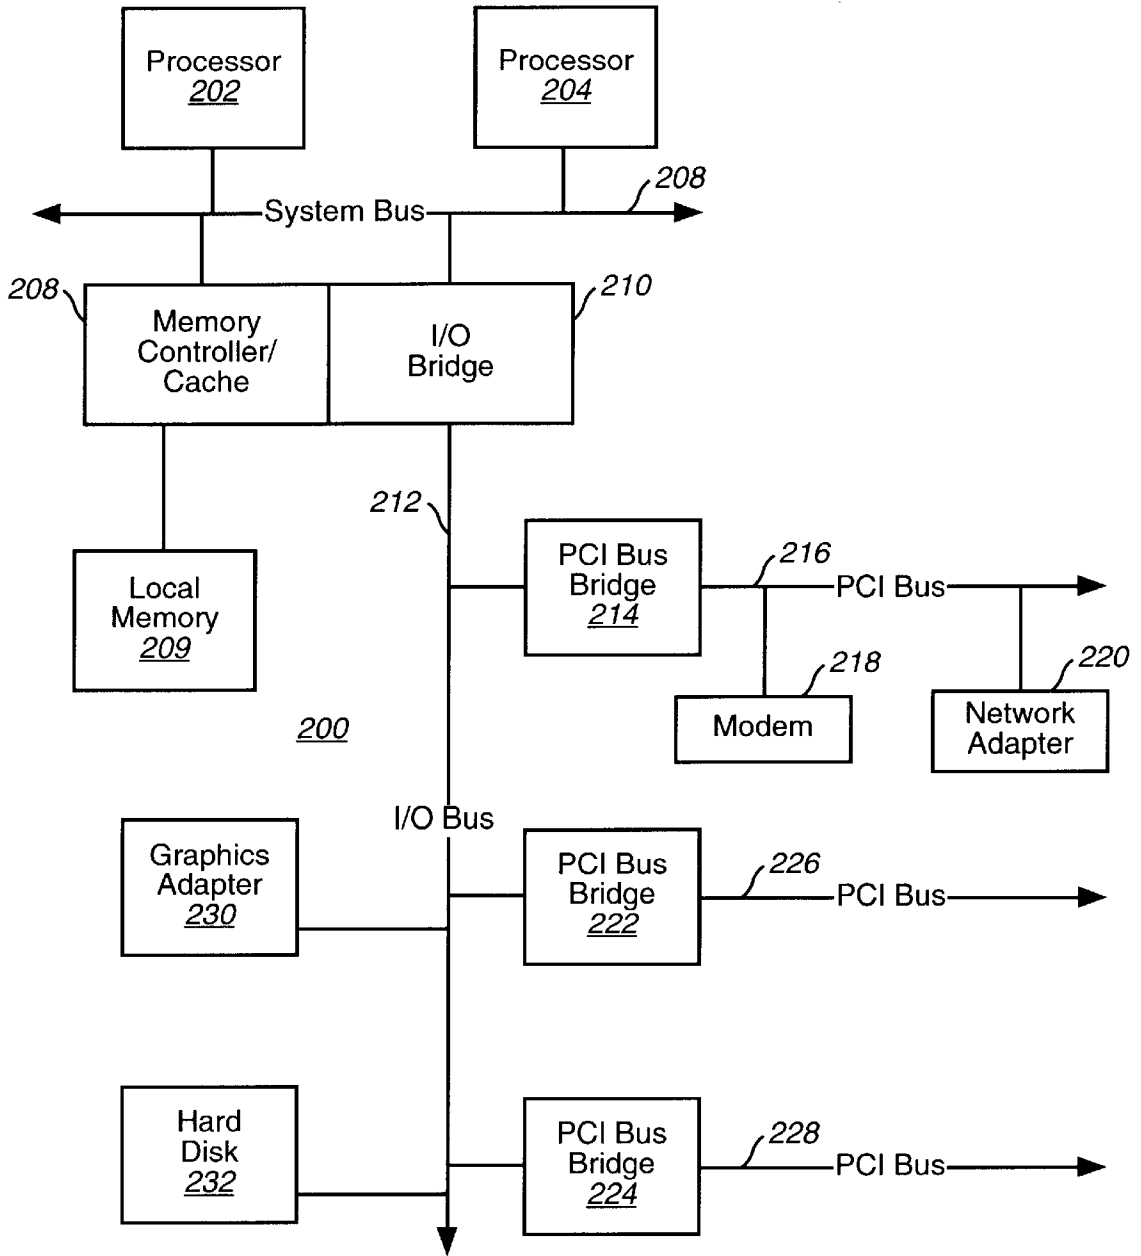 Processor
202
Processor
204
208
System Bus
208
Memory
Controller/
Cache
I/O
Bridge
210
212
PCI Bus
Bridge
214
216
PCI Bus
Local
Memory
209
218
Modem
220
Network
Adapter
200
I/O Bus
Graphics
Adapter
230
PCI Bus
Bridge
222
226
PCI Bus
Hard
Disk
232
PCI Bus
Bridge
224
228
PCI Bus